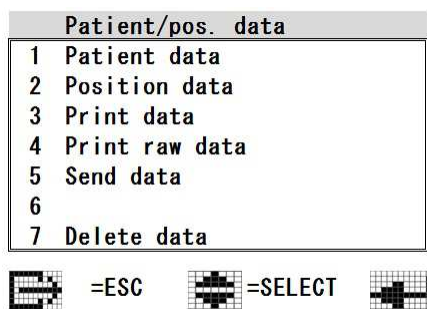 Patient/pos. data
1 Patient data
2 Position data
3 Print data
4 Print raw data
5 Send data
6
7 Delete data
=ESC =SELECT